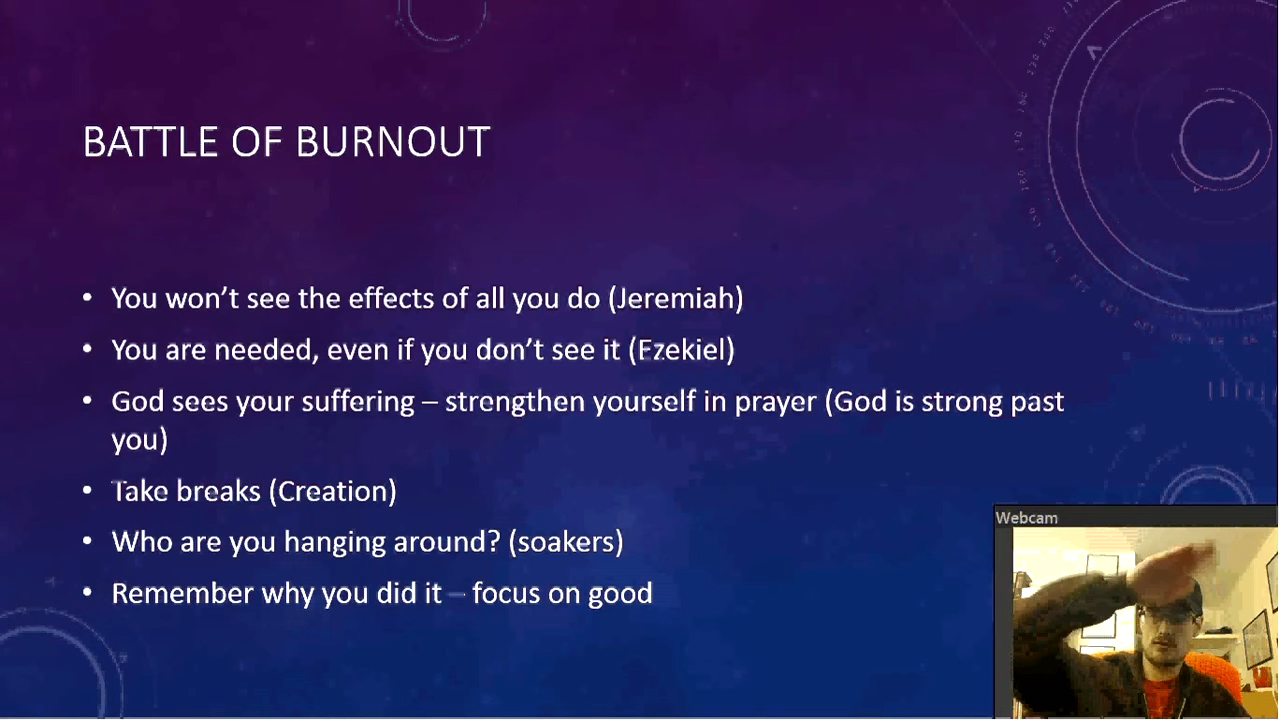 BATTLE OF BURNOUT
• You won't see the effects of all you do (Jeremiah)
• You are needed, even if you don't see it (Ezekiel)
• God sees your suffering – strengthen yourself in prayer (God is strong past
you)
• Take breaks (Creation)
• Who are you hanging around? (soakers)
• Remember why you did it – focus on good
Webcam